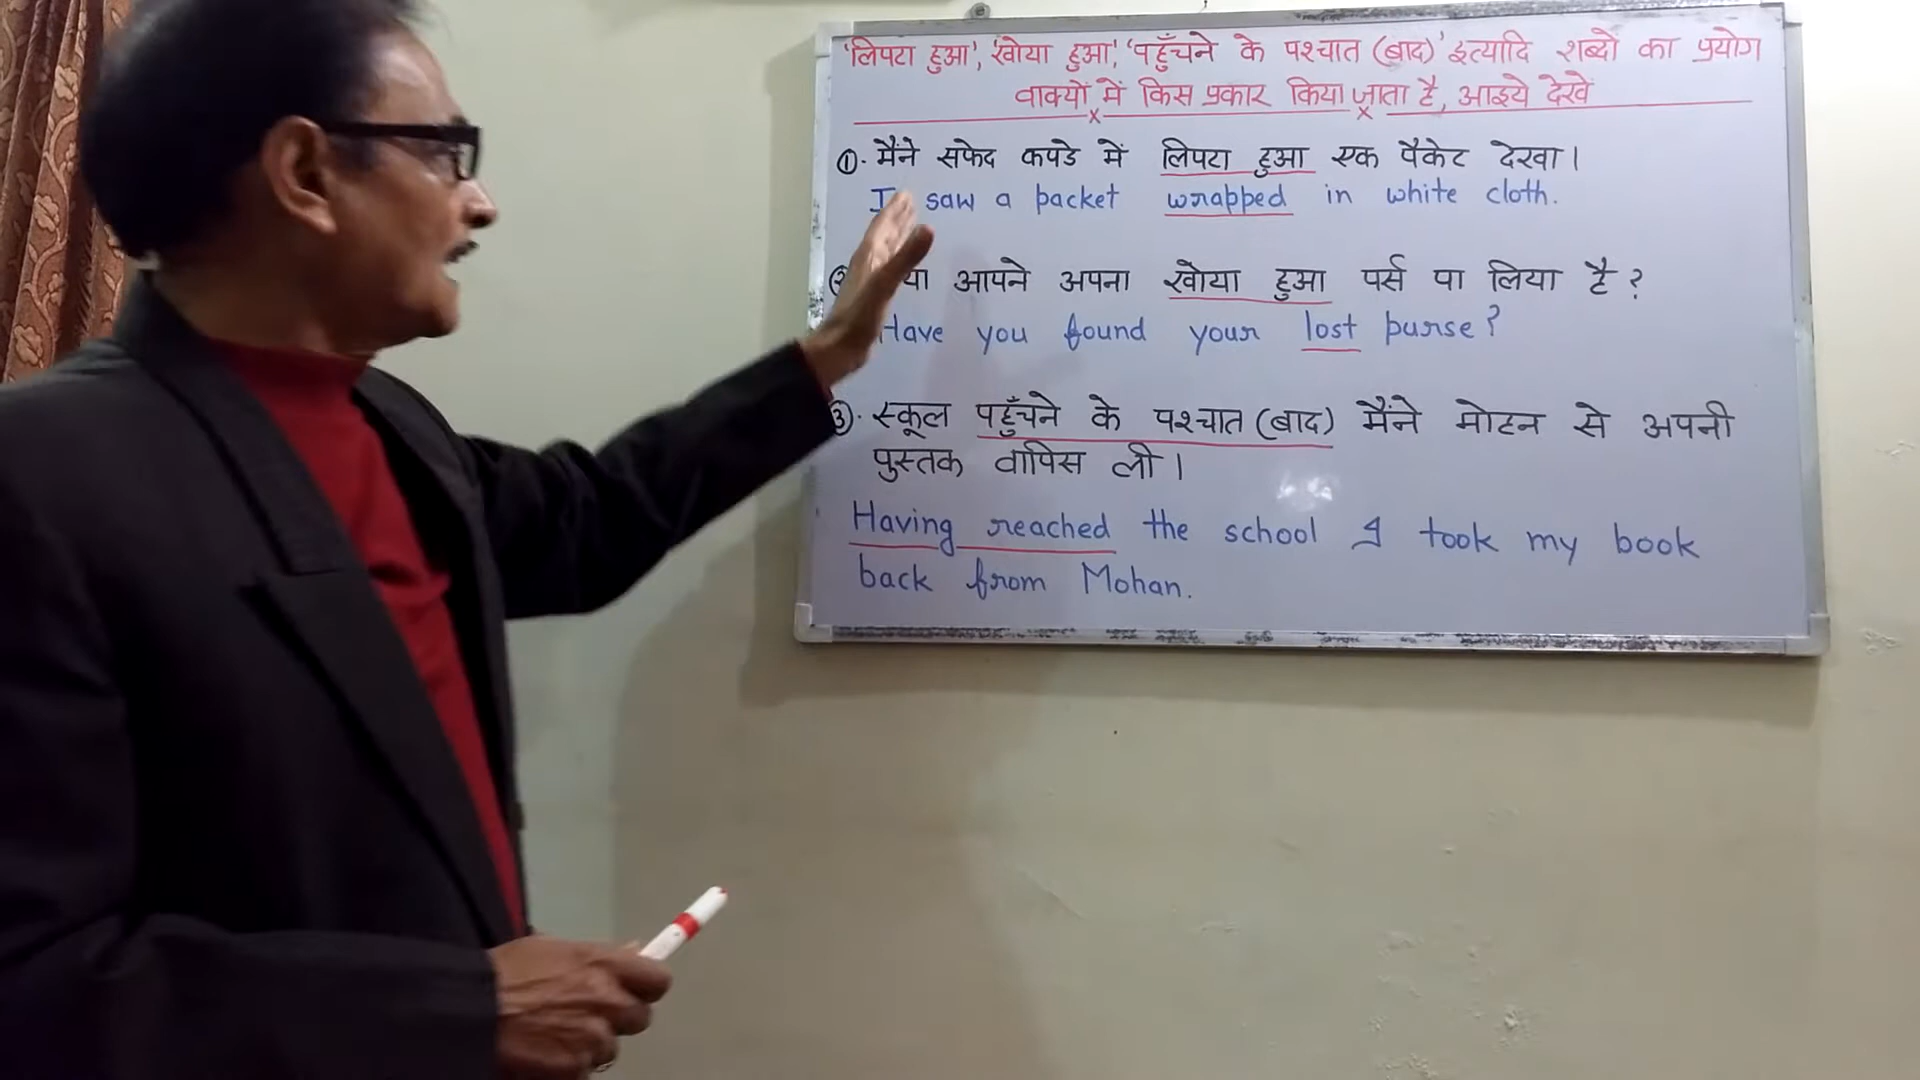 'लिपटा हुआ', 'खोया हुआ', 'पहुँचने के पश्चात (बाद)' इत्यादि शब्दो का प्रयोग
वाक्यों में किस प्रकार किया जाता है, आइये देखें
①. मैंने सफेद कपडे में लिपटा हुआ एक पैकेट देखा।
I saw a packet wrapped in white cloth.
आपने अपना खोया हुआ पर्स पा लिया है?
Have you found your lost purse?
③. स्कूल पहुँचने के पश्चात (बाद) मैंने मोहन से अपनी
पुस्तक वापिस ली।
Having reached the school I took my book
back from Mohan.